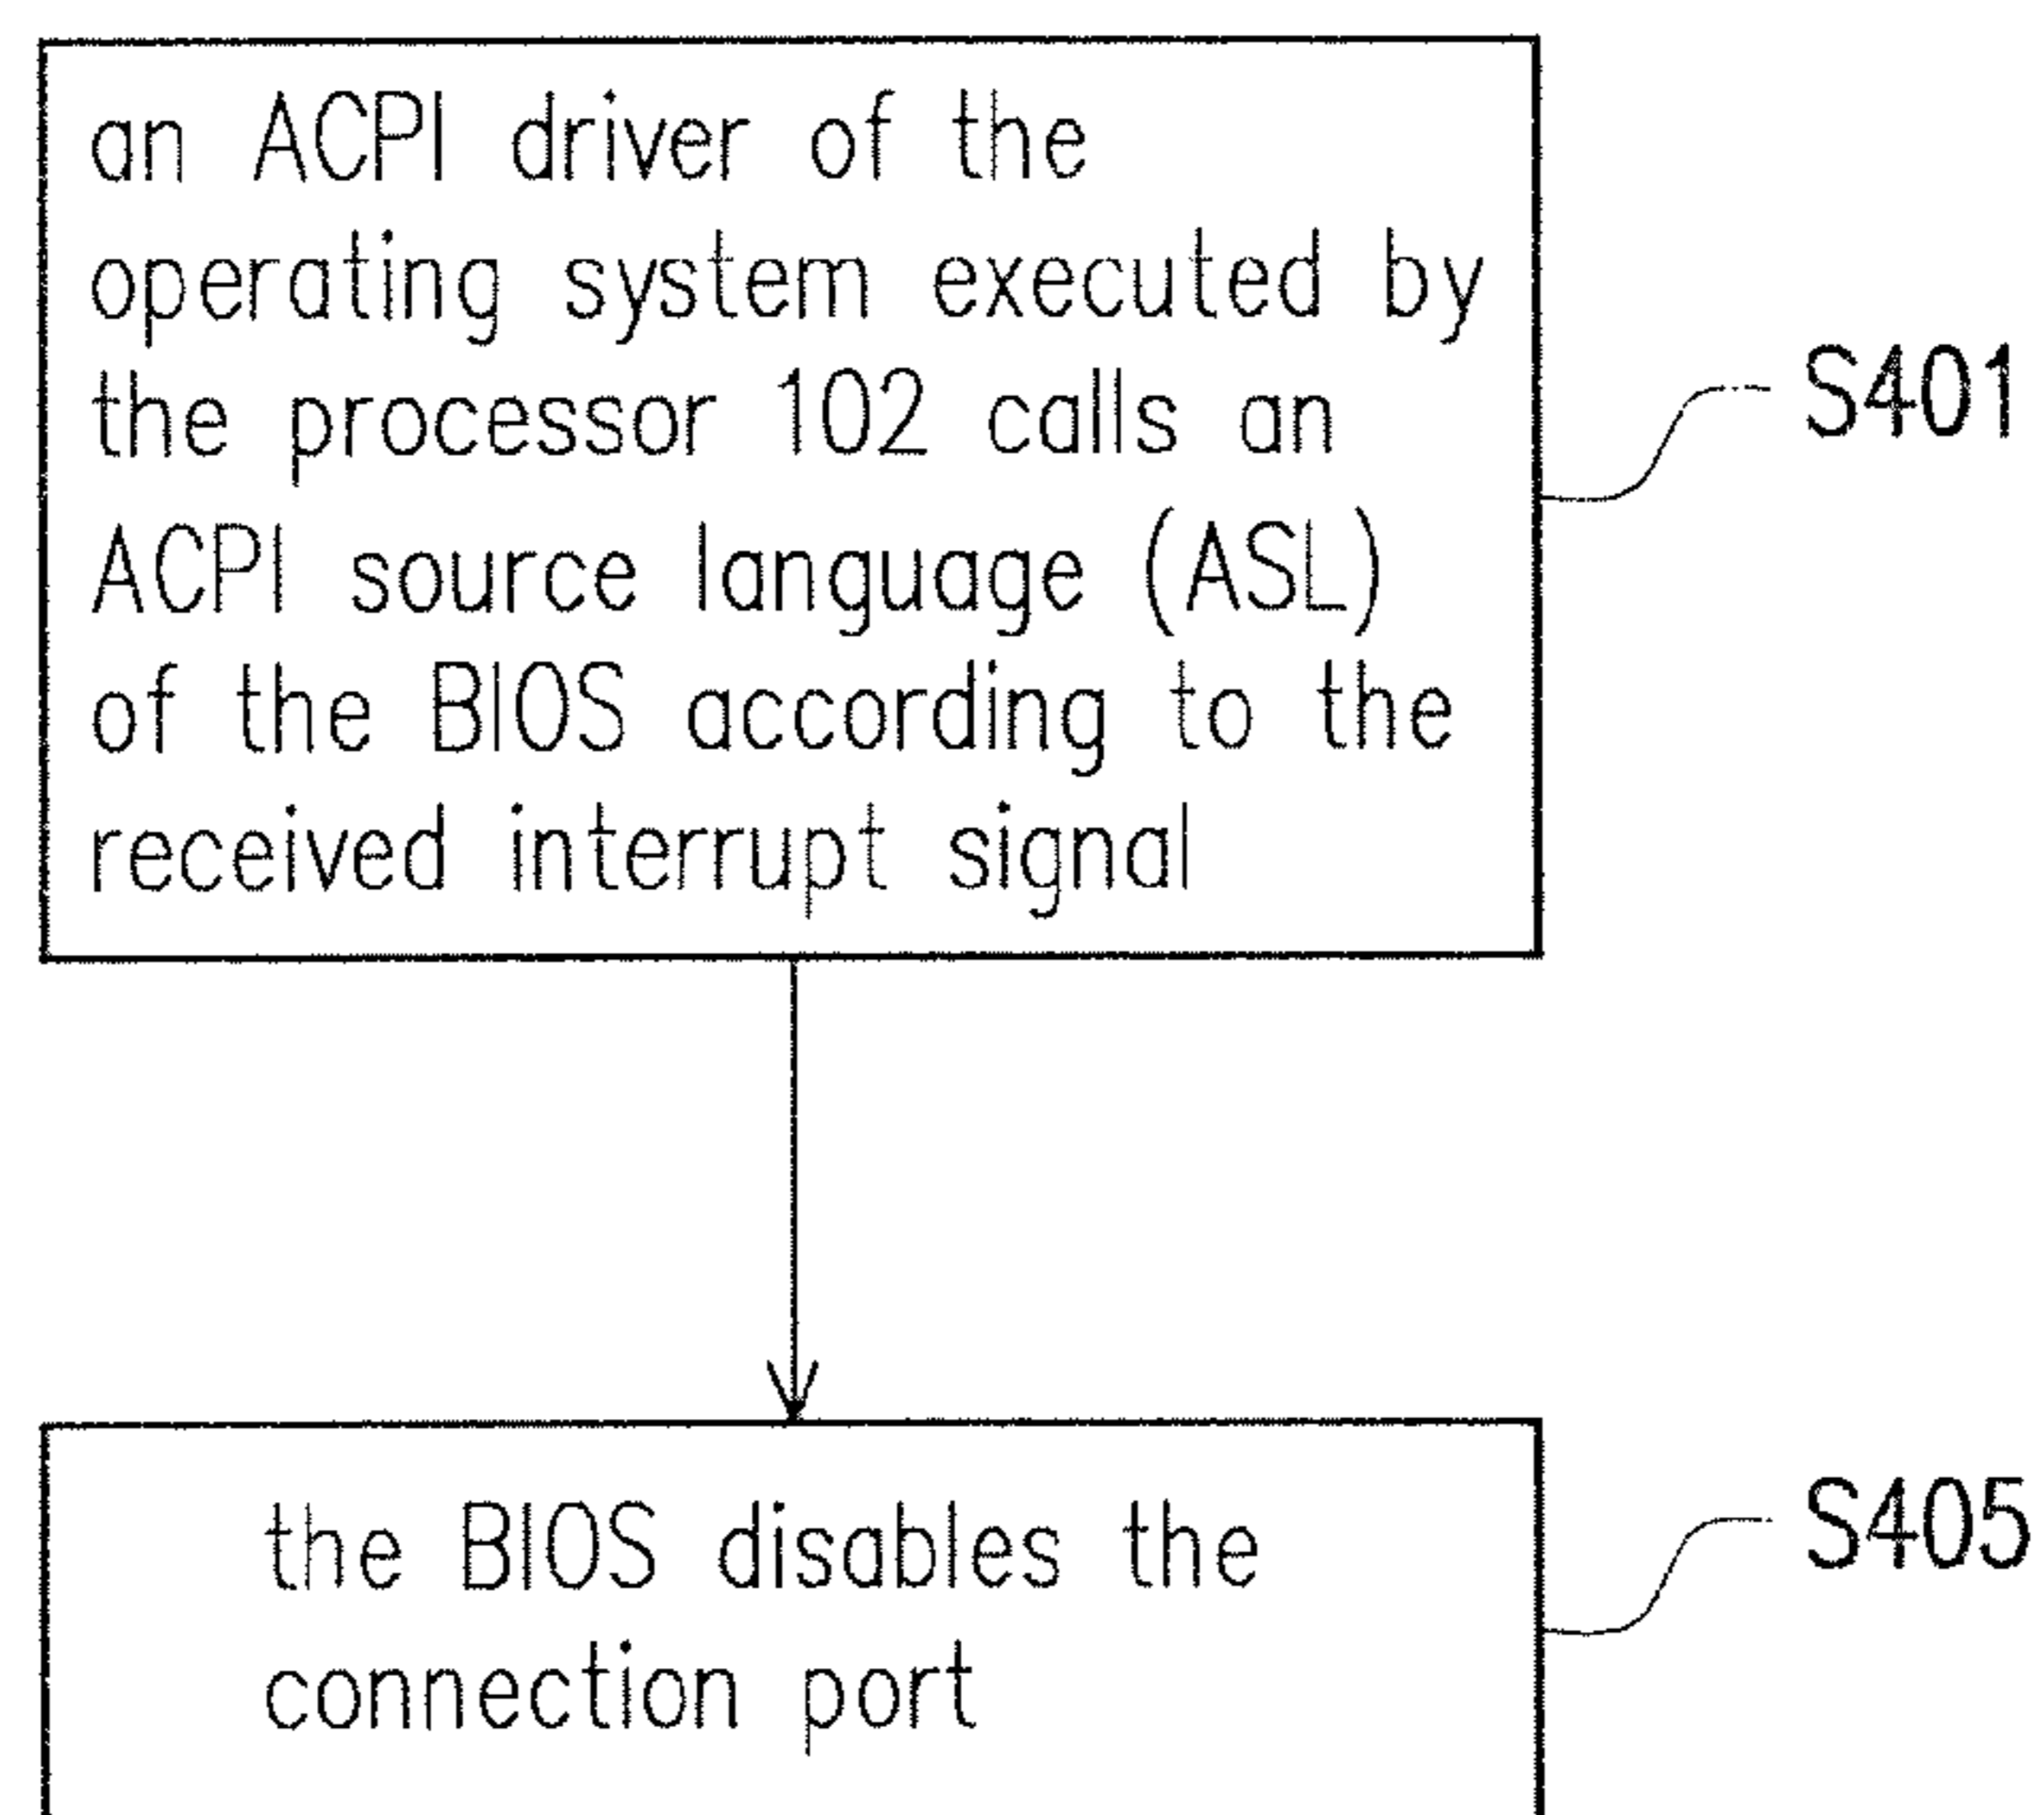 an ACPI driver of the
operating system executed by
the processor 102 calls an
ACPI source language (ASL)
of the BIOS according to the
received interrupt signal
S401
the BIOS disables the
connection port
S405